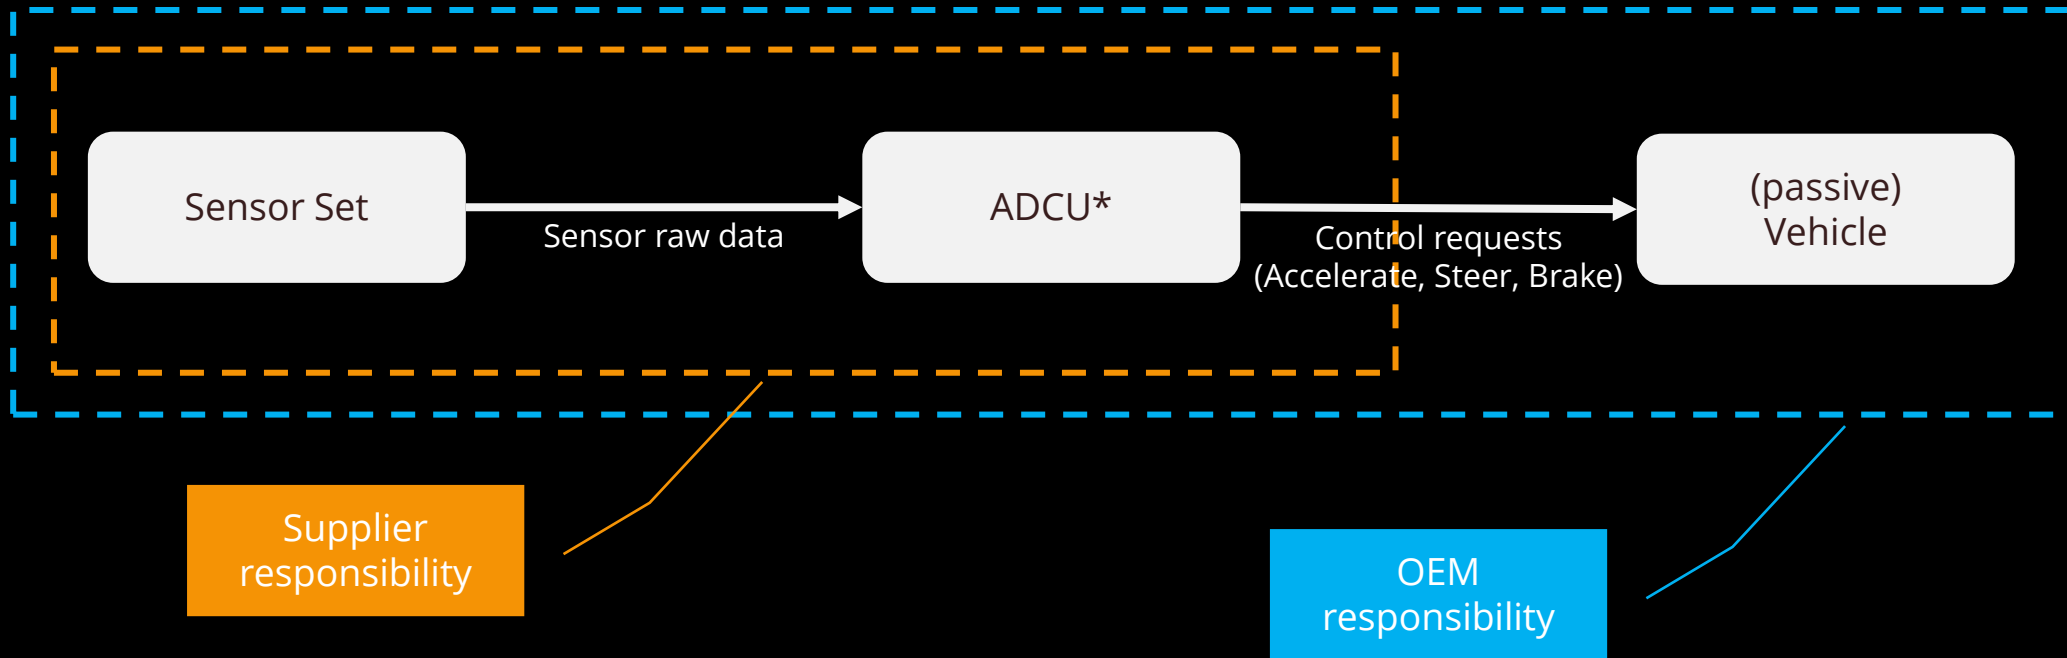 Sensor Set
Sensor raw data
ADCU*
Control requests
(Accelerate, Steer, Brake)
(passive)
Vehicle
Supplier
responsibility
OEM
responsibility